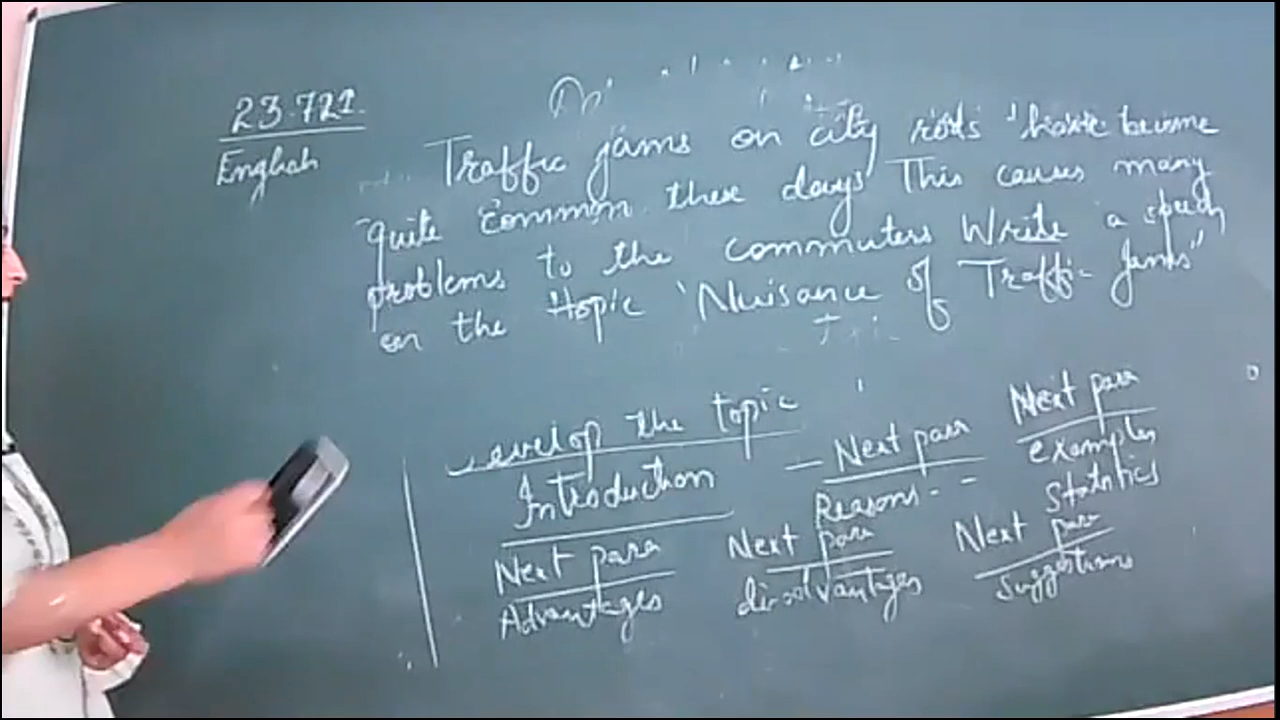 23.7.21.
English
Traffic jams on city have become
quite common these days This causes many
problems to the commuters Write a speech
on the topic "Nuisance of Traffic Jams"
evelop the topic
Introduction
Next para
Advantages
Next para
Reasons
Next para
disadvantages
Next para
examples
Statistics
Next para
Suggestions